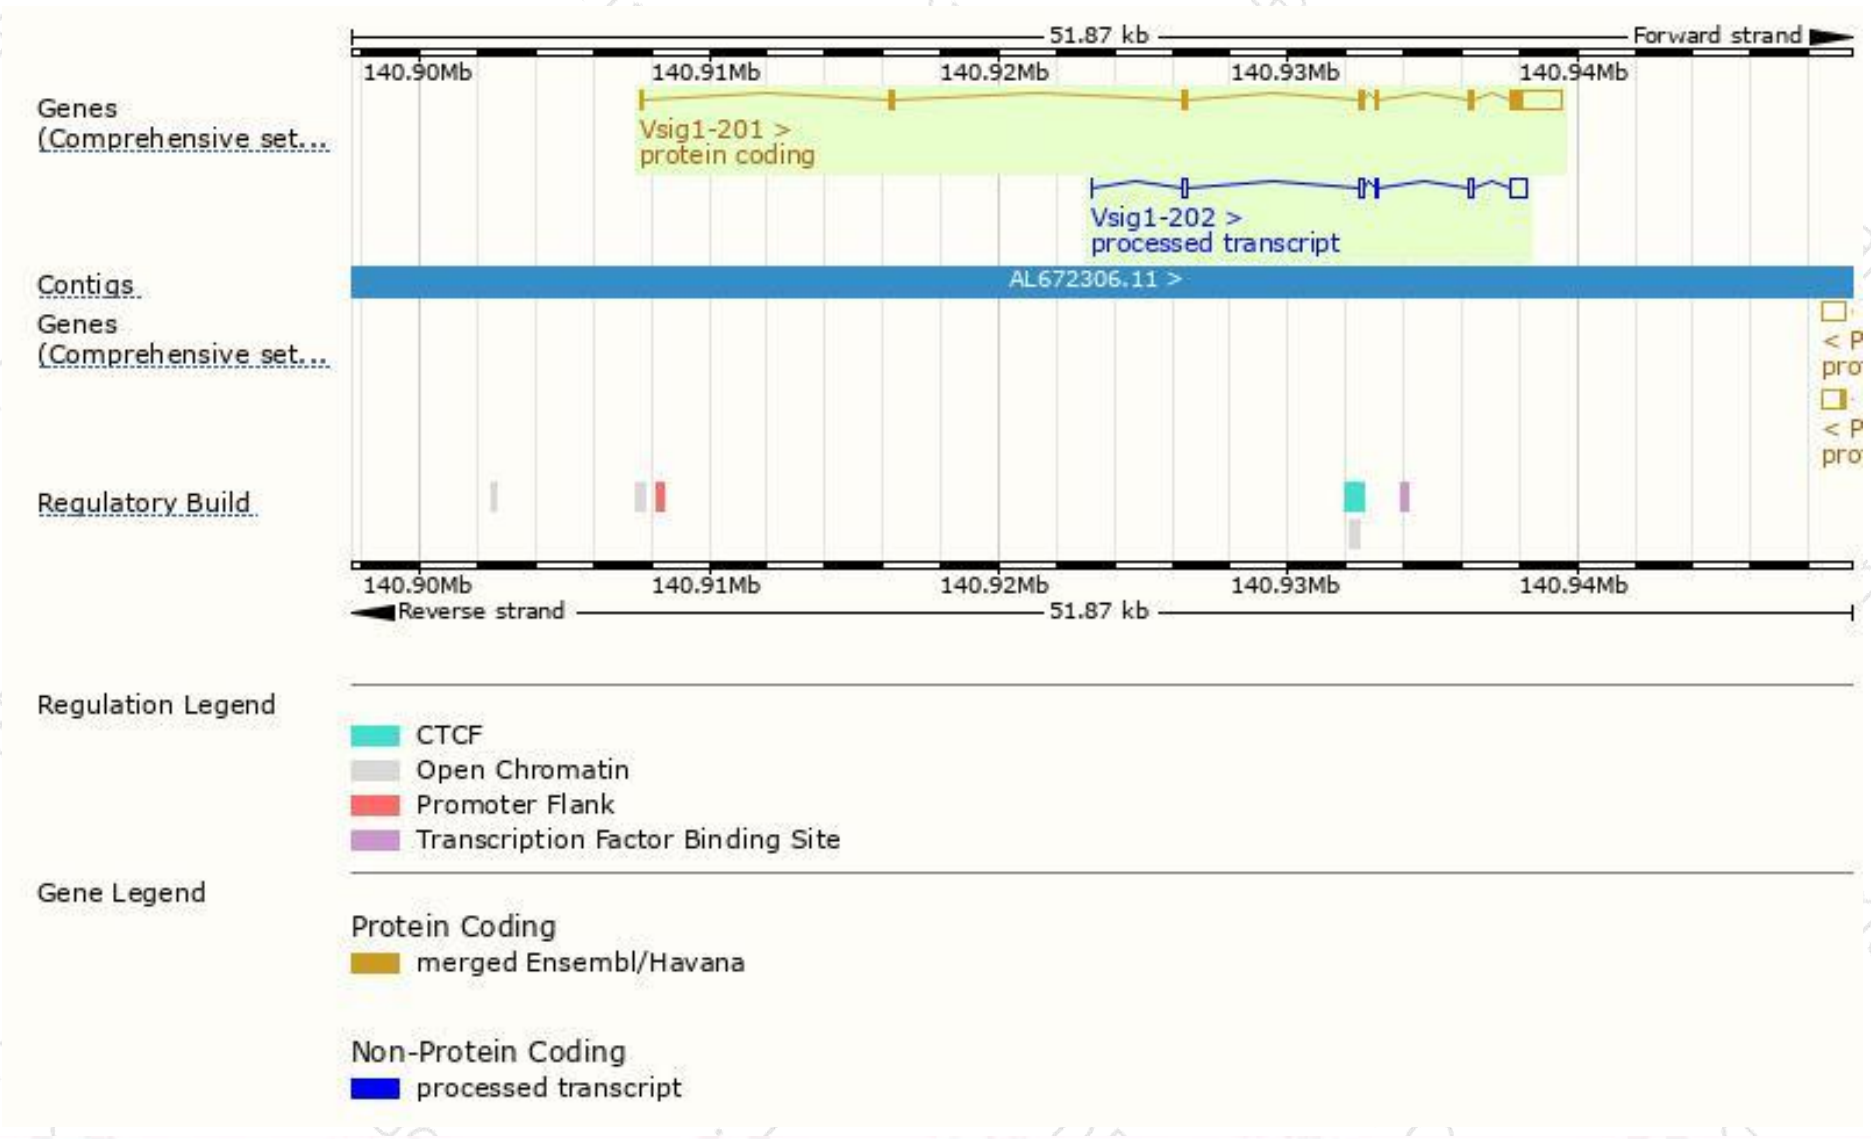 51.87 kb Forward strand
140.90Mb 140.91Mb 140.92Mb 140.93Mb 140.94Mb
Genes
(Comprehensive set...
Vsig1-201 >
protein coding
Vsig1-202 >
processed transcript
Contigs
AL672306.11 >
Genes
(Comprehensive set...
< P
pro
< P
pro
Regulatory Build
140.90Mb 140.91Mb 140.92Mb 140.93Mb 140.94Mb
Reverse strand 51.87 kb
Regulation Legend
CTCF
Open Chromatin
Promoter Flank
Transcription Factor Binding Site
Gene Legend
Protein Coding
merged Ensembl/Havana
Non-Protein Coding
processed transcript